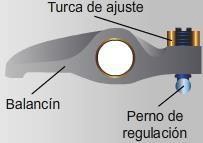 Turca de ajuste
Balancín
Perno de
regulación